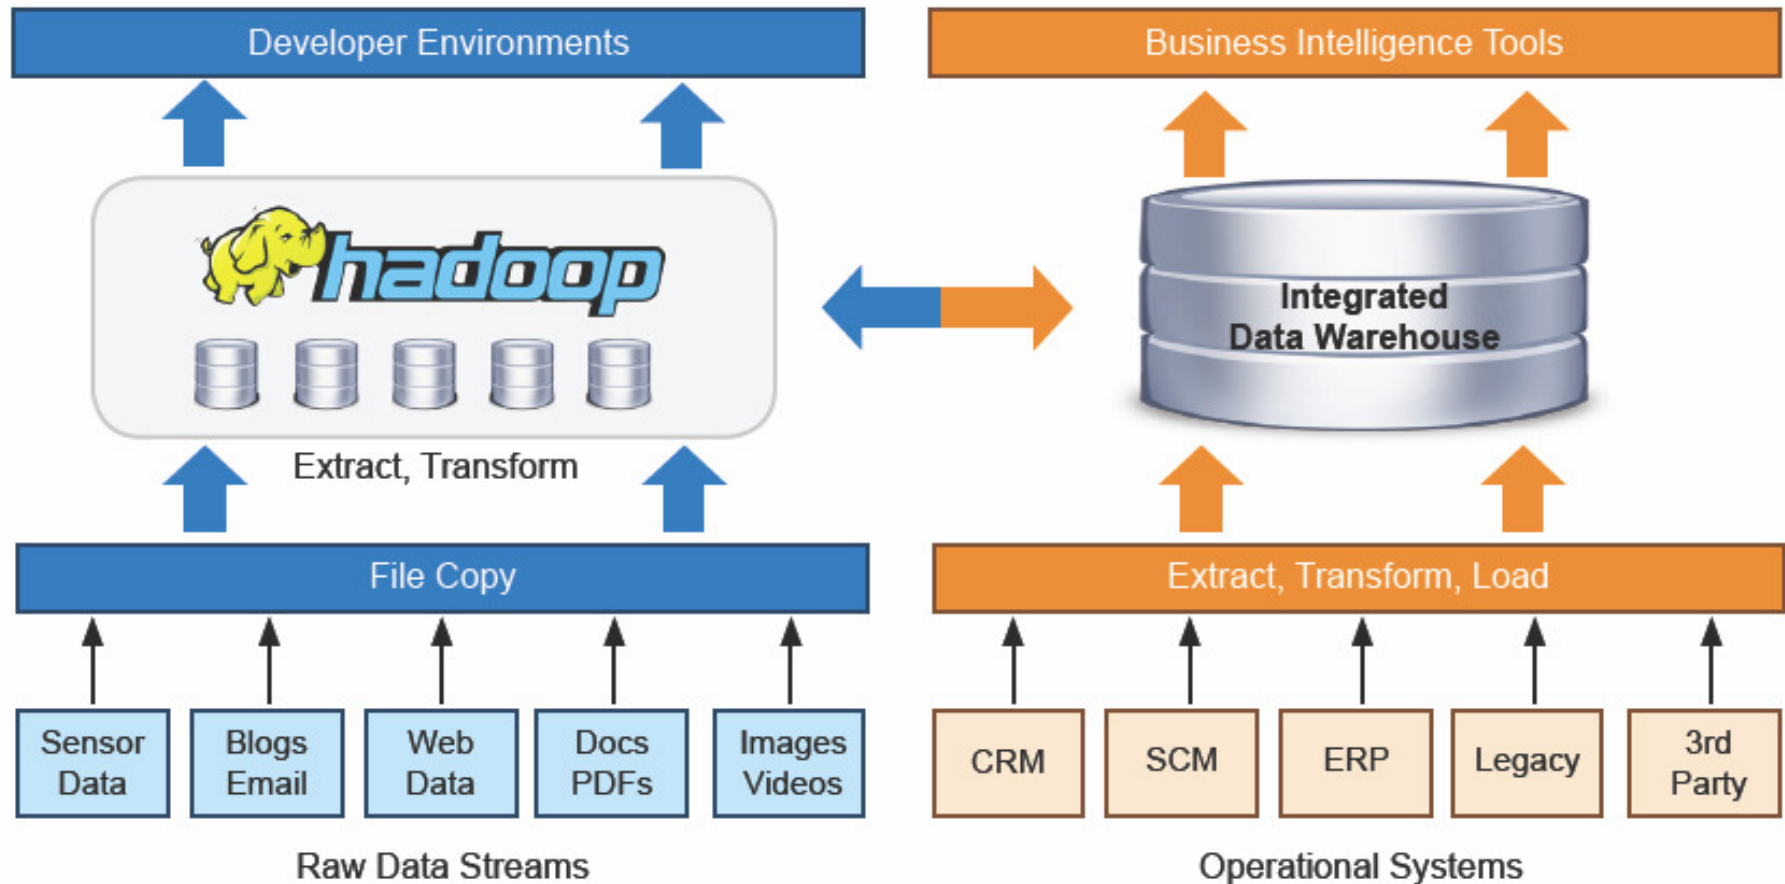 Developer Environments
Business Intelligence Tools
hadoop
Integrated
Data Warehouse
Extract, Transform
File Copy
Extract, Transform, Load
Sensor
Data
Blogs
Email
Web
Data
Docs
PDFs
Images
Videos
CRM
SCM
ERP
Legacy
3rd
Party
Raw Data Streams
Operational Systems